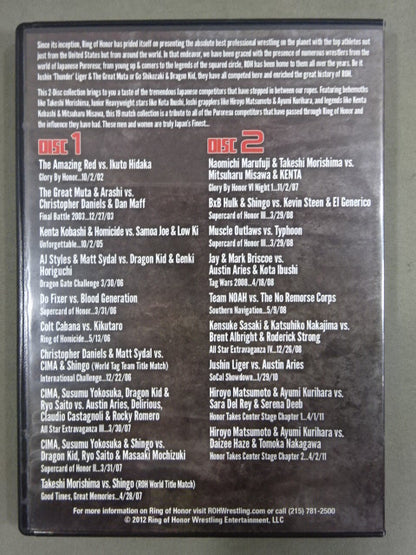 Since its inception, Ring of Honor has prided itself on presenting the absolute best professional wrestling on the planet with the top athletes not
just from the United States but from around the world. In that endeavor, we have been graced with the presence of numerous wrestlers from the
world of Japanese Puroresu; from young up & comers to the legends of the squared circle, ROH has been home to them all over the years. Be it
Jushin 'Thunder' Liger & The Great Muta or Go Shiozaki & Dragon Kid, they have all competed here and enriched the great history of ROH.
This 2-Disc collection brings to you a taste of the tremendous Japanese competitors that have stepped in between our ropes. Featuring behemoths
like Takeshi Morishima, Junior Heavyweight stars like Kota Ibushi, Joshi grapplers like Hiroyo Matsumoto & Ayumi Kurihara, and legends like Kenta
Kobashi & Mitsuharu Misawa, this 19 match collection is a tribute to all of the Puroresu competitors that have passed through Ring of Honor and
the influence they have had. These men and women are truly Japan's Finest...
DISC 1
The Amazing Red vs. Ikuto Hidaka
Glory By Honor...10/2/02
The Great Muta & Arashi vs.
Christopher Daniels & Dan Maff
Final Battle 2003...12/27/03
Kenta Kobashi & Homicide vs. Samoa Joe & Low Ki
Unforgettable...10/2/05
AJ Styles & Matt Sydal vs. Dragon Kid & Genki
Horiguchi
Dragon Gate Challenge 3/30/06
Do Fixer vs. Blood Generation
Supercard of Honor...3/31/06
Colt Cabana vs. Kikutaro
Ring of Homicide...5/13/06
Christopher Daniels & Matt Sydal vs.
CIMA & Shingo (World Tag Team Title Match)
International Challenge...12/22/06
CIMA, Susumu Yokosuka, Dragon Kid &
Ryo Saito vs. Austin Aries, Delirious,
Claudio Castagnoli & Rocky Romero
All Star Extravaganza III...3/30/07
CIMA, Susumu Yokosuka & Shingo vs.
Dragon Kid, Ryo Saito & Masaaki Mochizuki
Supercard of Honor II...3/31/07
Takeshi Morishima vs. Shingo (ROH World Title Match)
Good Times, Great Memories...4/28/07
DISC 2
Naomichi Marufuji & Takeshi Morishima vs.
Mitsuharu Misawa & KENTA
Glory By Honor VI Night 1...11/2/07
BxB Hulk & Shingo vs. Kevin Steen & El Generico
Supercard of Honor III...3/29/08
Muscle Outlaws vs. Typhoon
Supercard of Honor III...3/29/08
Jay & Mark Briscoe vs.
Austin Aries & Kota Ibushi
Tag Wars 2008...4/18/08
Team NOAH vs. The No Remorse Corps
Southern Navigation...5/9/08
Kensuke Sasaki & Katsuhiko Nakajima vs.
Brent Albright & Roderick Strong
All Star Extravaganza IV...12/26/08
Jushin Liger vs. Austin Aries
SoCal Showdown...1/29/10
Hiroyo Matsumoto & Ayumi Kurihara vs.
Sara Del Rey & Serena Deeb
Honor Takes Center Stage Chapter 1...4/1/11
Hiroyo Matsumoto & Ayumi Kurihara vs.
Daizee Haze & Tomoka Nakagawa
Honor Takes Center Stage Chapter 2...4/2/11
For more information on Ring of Honor visit ROHWrestling.com or call (215) 781-2500
© 2012 Ring of Honor Wrestling Entertainment, LLC